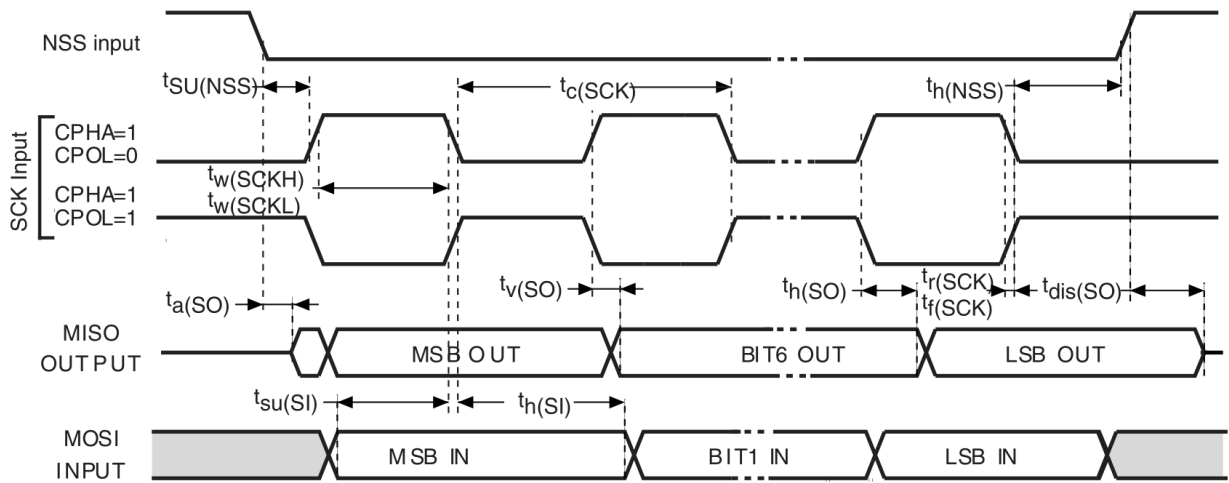 NSS input
tSU(NSS)
tc(SCK)
th(NSS)
SCK Input
CPHA=1
CPOL=0
tw(SCKH)
CPHA=1
tw(SCKL)
CPOL=1
ta(SO)
tv(SO)
th(SO)
tr(SCK)
tf(SCK)
tdis(SO)
MISO
OUTPUT
MSB OUT
BIT6 OUT
LSB OUT
tsu(SI)
th(SI)
MOSI
INPUT
MSB IN
BIT1 IN
LSB IN